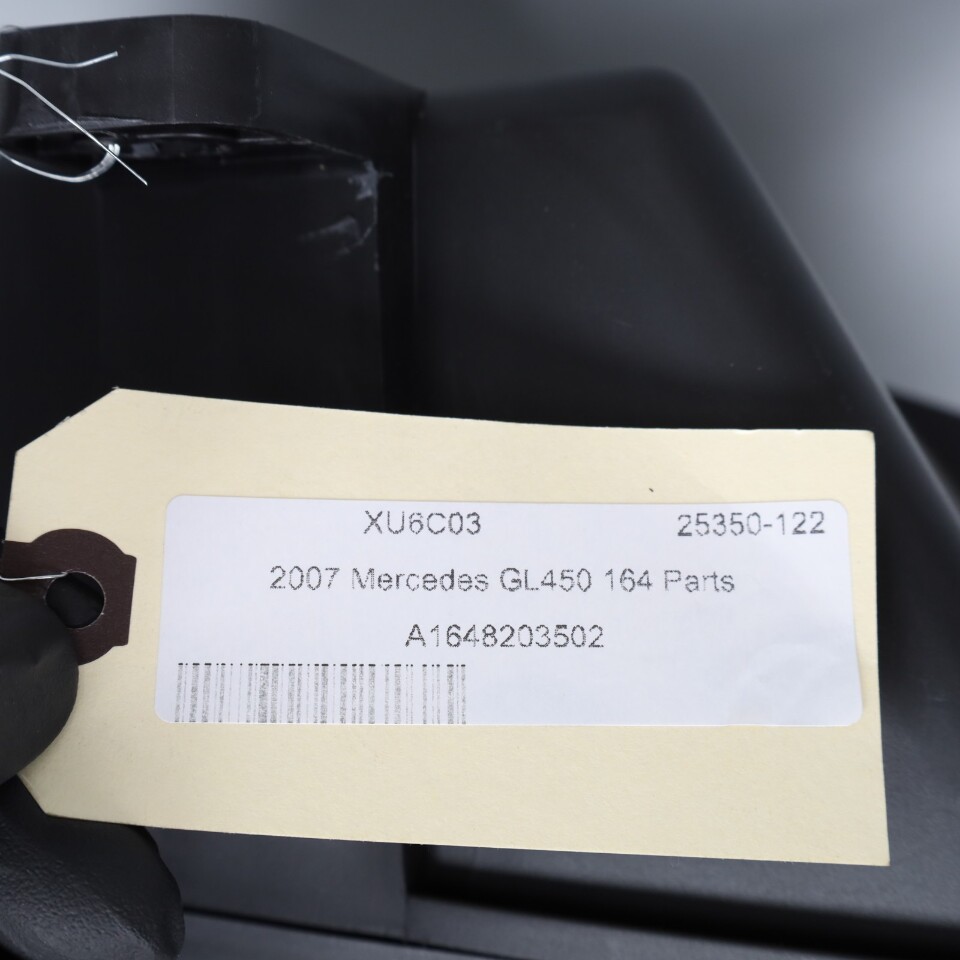 XU6C03 25350-122
2007 Mercedes GL450 164 Parts
A1648203502